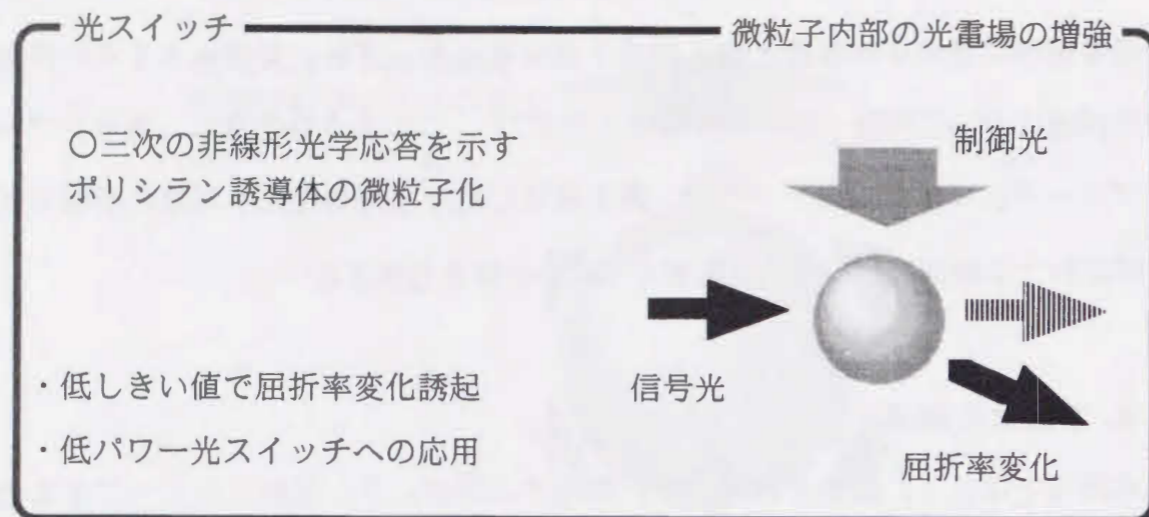 光スイッチ
微粒子内部の光電場の増強
〇三次の非線形光学応答を示す
ポリシラン誘導体の微粒子化
制御光
・低しきい値で屈折率変化誘起
信号光
・低パワー光スイッチへの応用
屈折率変化